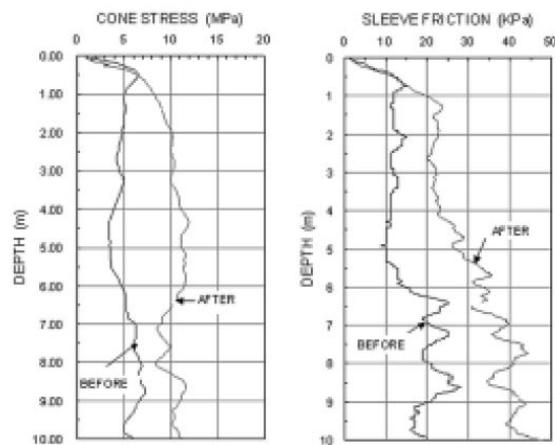 CONE STRESS (MPa)
0 5 10 15 20
0.00
1.00
2.00
3.00
4.00
5.00
6.00
7.00
8.00
9.00
10.00
DEPTH (m)
AFTER
BEFORE
SLEEVE FRICTION (KPa)
0 10 20 30 40 50
0
1
2
3
4
5
6
7
8
9
10
DEPTH (m)
AFTER
BEFORE